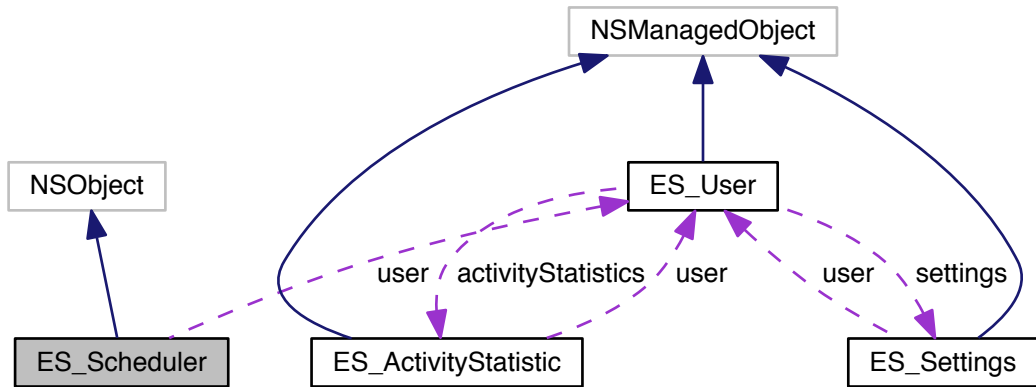 NSManagedObject
NSObject
ES_User
user
activityStatistics
user
user
settings
ES_Scheduler
ES_ActivityStatistic
ES_Settings